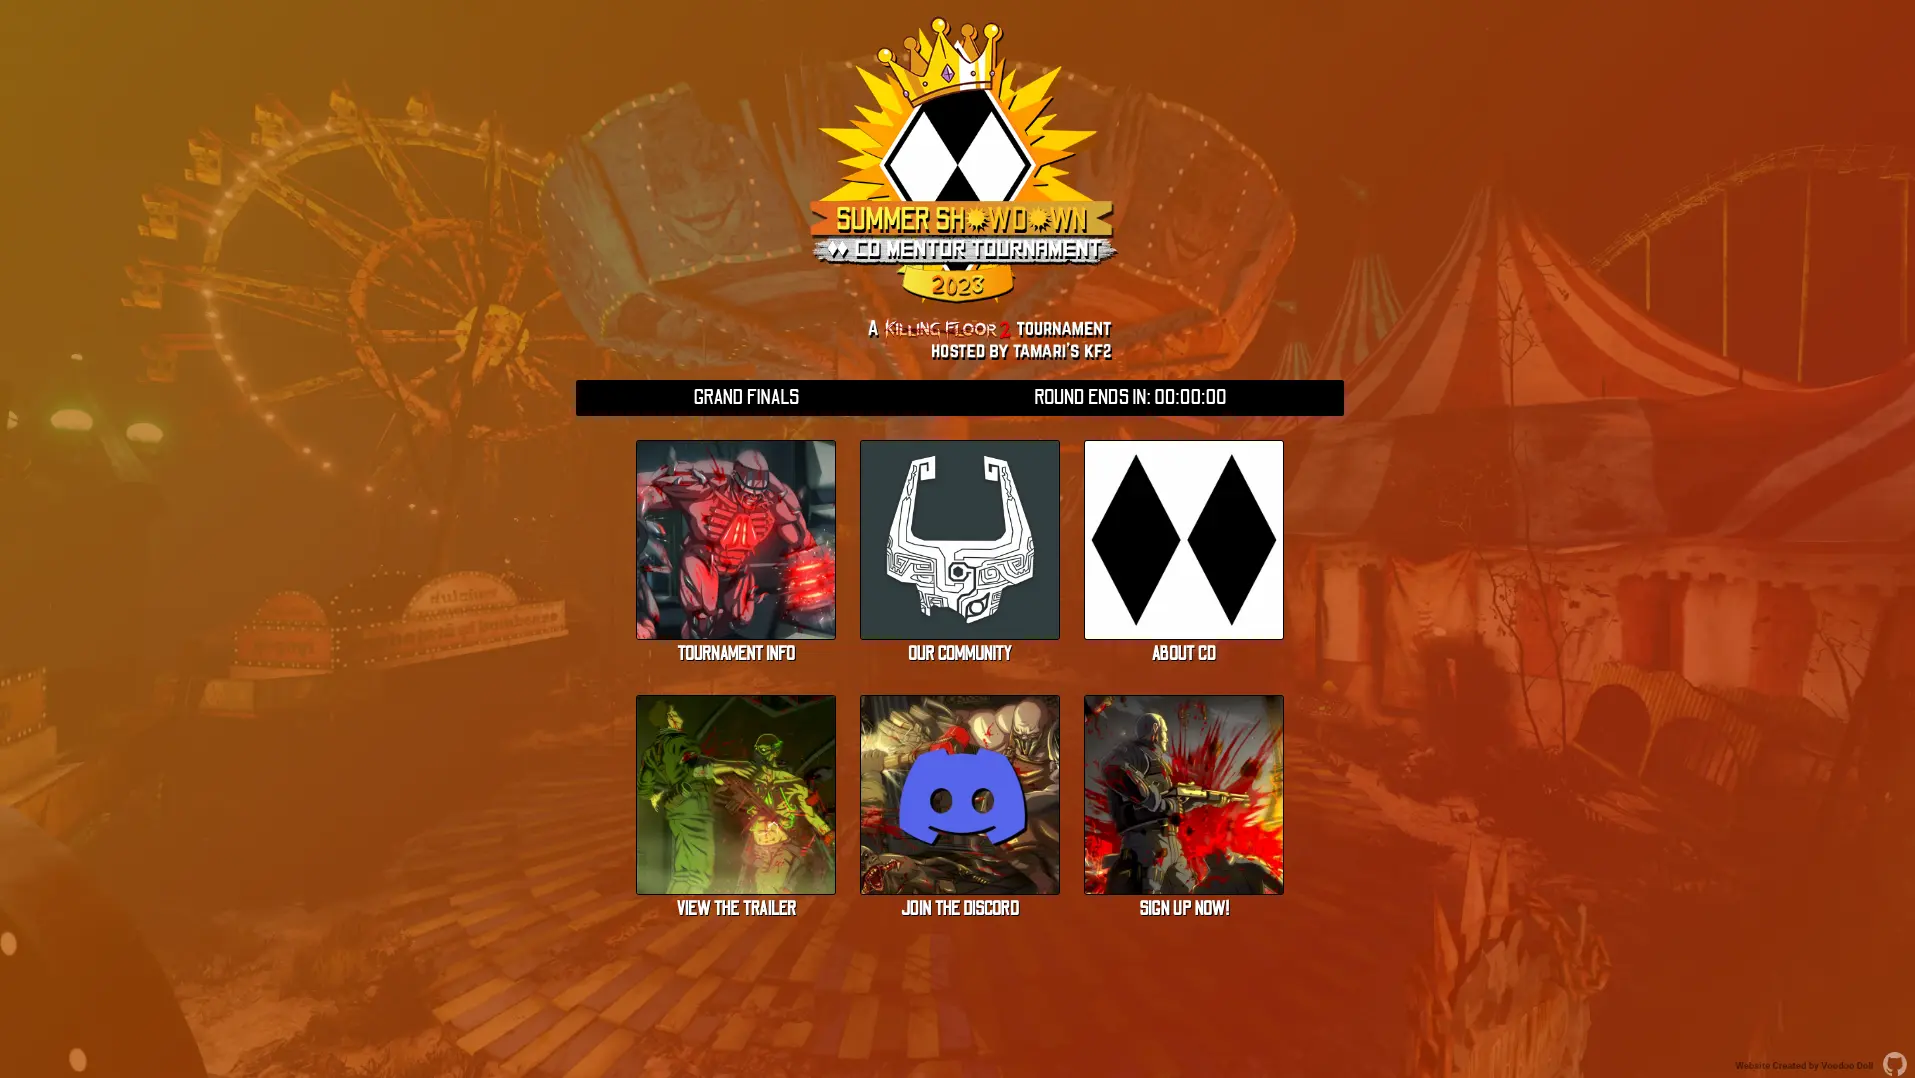 SUMMER SHOWDOWN
CD MENTOR TOURNAMENT
2023
A KILLING FLOOR 2 TOURNAMENT
HOSTED BY TAMARI'S KF2
GRAND FINALS
ROUND ENDS IN: 00:00:00
TOURNAMENT INFO
OUR COMMUNITY
ABOUT CD
VIEW THE TRAILER
JOIN THE DISCORD
SIGN UP NOW!
Website Created by Voodoo Doll